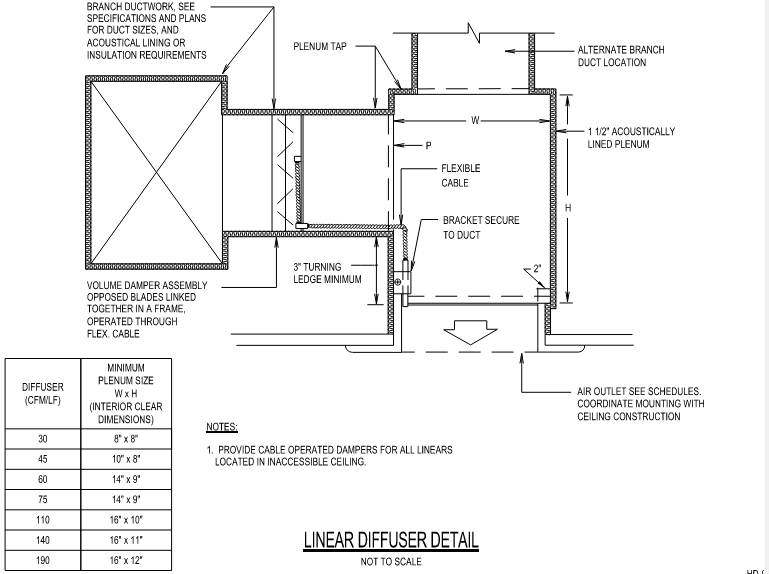 BRANCH DUCTWORK, SEE
SPECIFICATIONS AND PLANS
FOR DUCT SIZES, AND
ACOUSTICAL LINING OR
INSULATION REQUIREMENTS
PLENUM TAP
ALTERNATE BRANCH
DUCT LOCATION
W
1 1/2" ACOUSTICALLY
LINED PLENUM
P
FLEXIBLE
CABLE
H
BRACKET SECURE
TO DUCT
3" TURNING
LEDGE MINIMUM
2"
VOLUME DAMPER ASSEMBLY
OPPOSED BLADES LINKED
TOGETHER IN A FRAME,
OPERATED THROUGH
FLEX. CABLE
AIR OUTLET SEE SCHEDULES.
COORDINATE MOUNTING WITH
CEILING CONSTRUCTION
DIFFUSER
(CFM/LF)
MINIMUM
PLENUM SIZE
W x H
(INTERIOR CLEAR
DIMENSIONS)
30 8" x 8"
45 10" x 8"
60 14" x 9"
75 14" x 9"
110 16" x 10"
140 16" x 11"
190 16" x 12"
NOTES:
1. PROVIDE CABLE OPERATED DAMPERS FOR ALL LINEARS
LOCATED IN INACCESSIBLE CEILING.
LINEAR DIFFUSER DETAIL
NOT TO SCALE